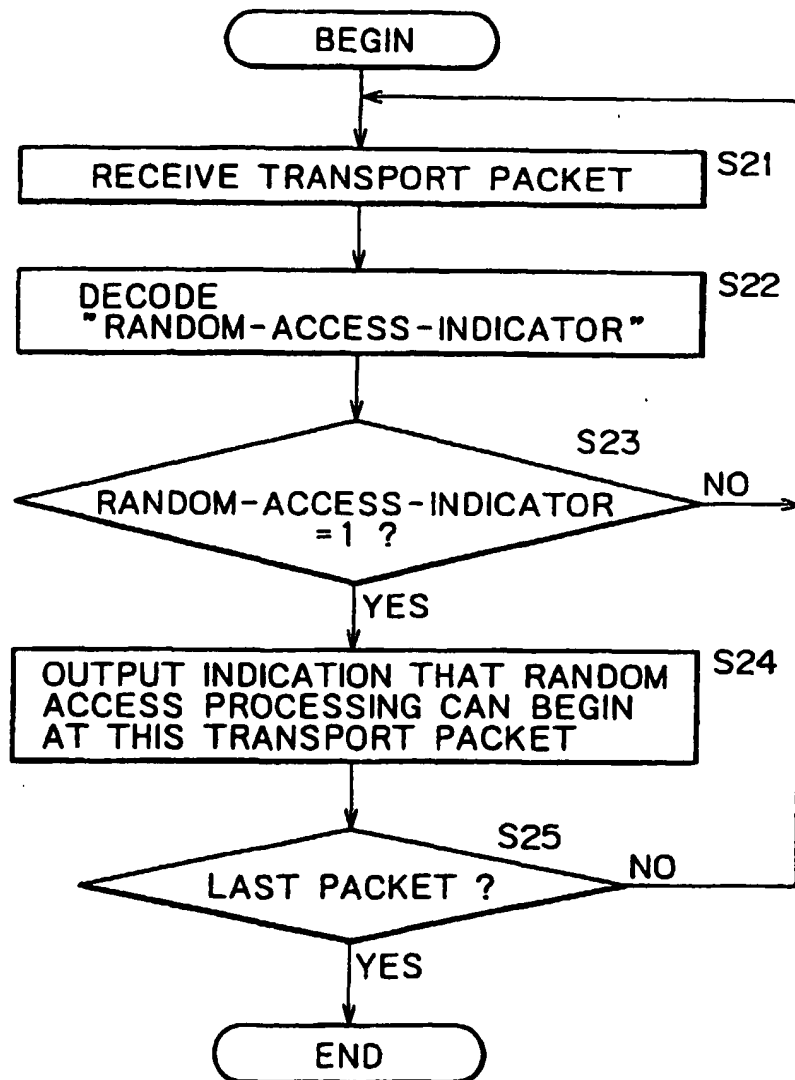 BEGIN
RECEIVE TRANSPORT PACKET
S21
DECODE
"RANDOM-ACCESS-INDICATOR"
S22
S23
RANDOM-ACCESS-INDICATOR
=1 ?
NO
YES
OUTPUT INDICATION THAT RANDOM
ACCESS PROCESSING CAN BEGIN
AT THIS TRANSPORT PACKET
S24
S25
LAST PACKET ?
NO
YES
END